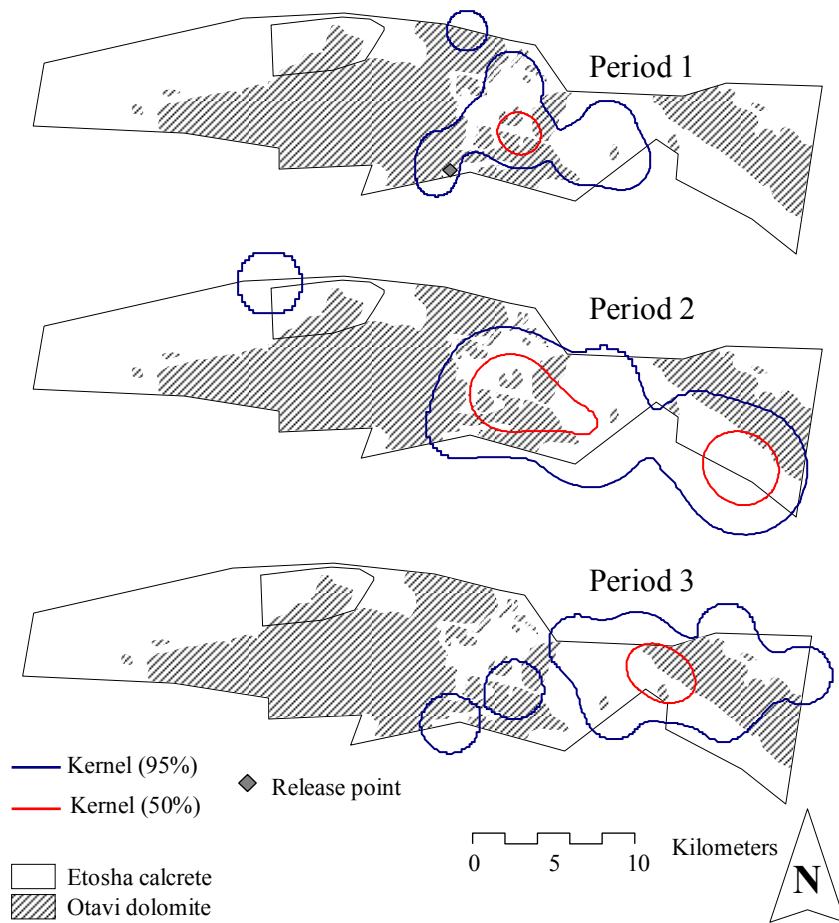 Period 1
Period 2
Period 3
Kernel (95%)
Kernel (50%)
Release point
0 5 10
Kilometers
N
Etosha calcrete
Otavi dolomite